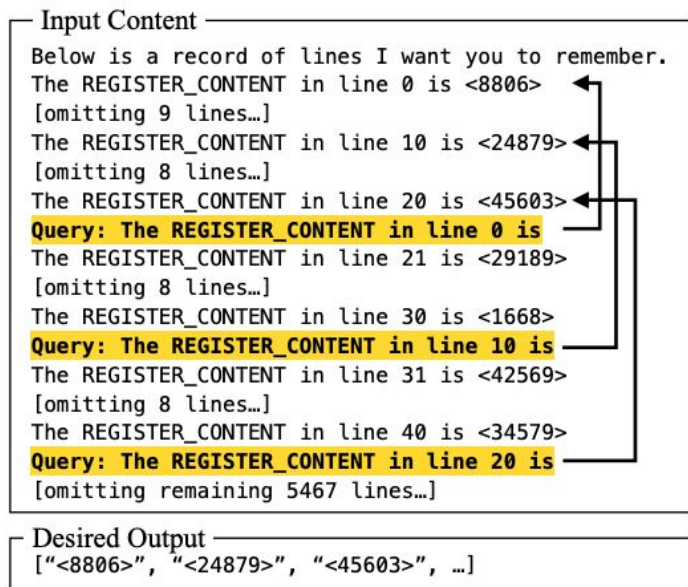 Input Content
Below is a record of lines I want you to remember.
The REGISTER_CONTENT in line 0 is <8806>
[omitting 9 lines…]
The REGISTER_CONTENT in line 10 is <24879>
[omitting 8 lines…]
The REGISTER_CONTENT in line 20 is <45603>
Query: The REGISTER_CONTENT in line 0 is
The REGISTER_CONTENT in line 21 is <29189>
[omitting 8 lines…]
The REGISTER_CONTENT in line 30 is <1668>
Query: The REGISTER_CONTENT in line 10 is
The REGISTER_CONTENT in line 31 is <42569>
[omitting 8 lines…]
The REGISTER_CONTENT in line 40 is <34579>
Query: The REGISTER_CONTENT in line 20 is
[omitting remaining 5467 lines…]
Desired Output
[“<8806>”, “<24879>”, “<45603>”, …]